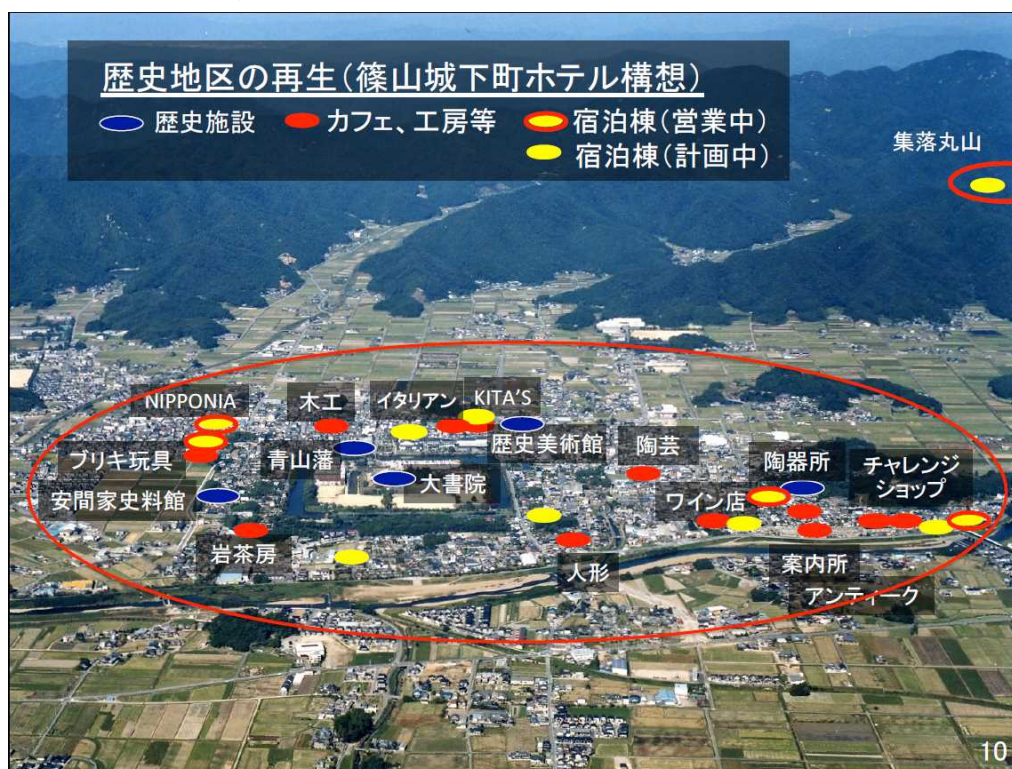 歴史地区の再生(篠山城下町ホテル構想)
歴史施設 カフェ、工房等 宿泊棟(営業中)
宿泊棟(計画中)
集落丸山
NIPPONIA
木工
イタリアン
KITA'S
ブリキ玩具
青山藩
大書院
歴史美術館
陶芸
陶器所
チャレンジ
ショップ
安間家史料館
ワイン店
岩茶房
人形
案内所
アンティーク
10